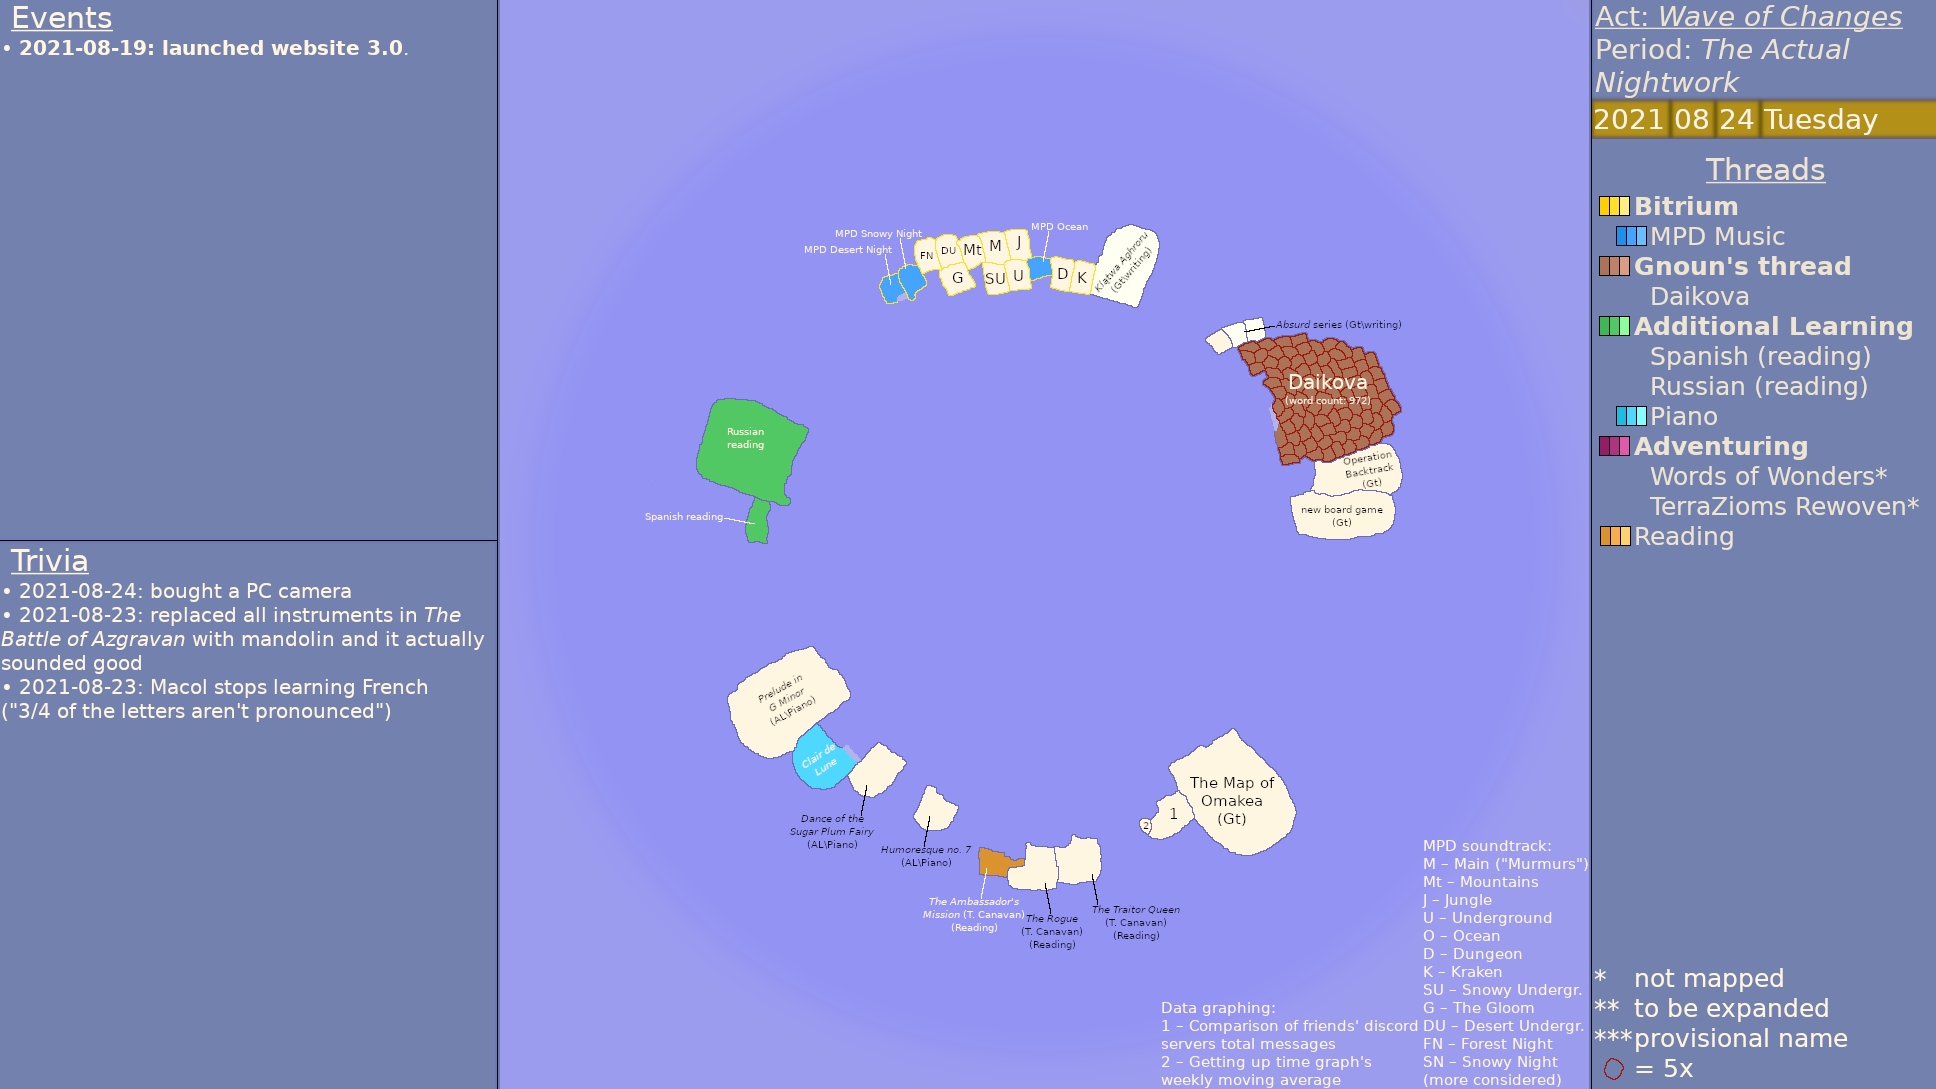 Events
• 2021-08-19: launched website 3.0.
Trivia
• 2021-08-24: bought a PC camera
• 2021-08-23: replaced all instruments in The
Battle of Azgravan with mandolin and it actually
sounded good
• 2021-08-23: Macol stops learning French
("3/4 of the letters aren't pronounced")
MPD Ocean
MPD Snowy Night
MPD Desert Night
FN
DU
Mt
M
J
G
SU
U
D
K
Klatwa Aghroru
(Gt\writing)
Absurd series (Gt\writing)
Daikova
(word count: 972)
Operation
Backtrack
(Gt)
new board game
(Gt)
Russian
reading
Spanish reading
Prelude in
G Minor
(AL\Piano)
Clair de
Lune
Dance of the
Sugar Plum Fairy
(AL\Piano)
Humoresque no. 7
(AL\Piano)
The Ambassador's
Mission (T. Canavan)
(Reading)
The Rogue
(T. Canavan)
(Reading)
The Traitor Queen
(T. Canavan)
(Reading)
The Map of
Omakea
(Gt)
1
2
Data graphing:
1 – Comparison of friends' discord
servers total messages
2 – Getting up time graph's
weekly moving average
MPD soundtrack:
M – Main ("Murmurs")
Mt – Mountains
J – Jungle
U – Underground
O – Ocean
D – Dungeon
K – Kraken
SU – Snowy Undergr.
G – The Gloom
DU – Desert Undergr.
FN – Forest Night
SN – Snowy Night
(more considered)
Act: Wave of Changes
Period: The Actual
Nightwork
2021 08 24 Tuesday
Threads
Bitrium
MPD Music
Gnoun's thread
Daikova
Additional Learning
Spanish (reading)
Russian (reading)
Piano
Adventuring
Words of Wonders*
TerraZioms Rewoven*
Reading
* not mapped
** to be expanded
*** provisional name
= 5x